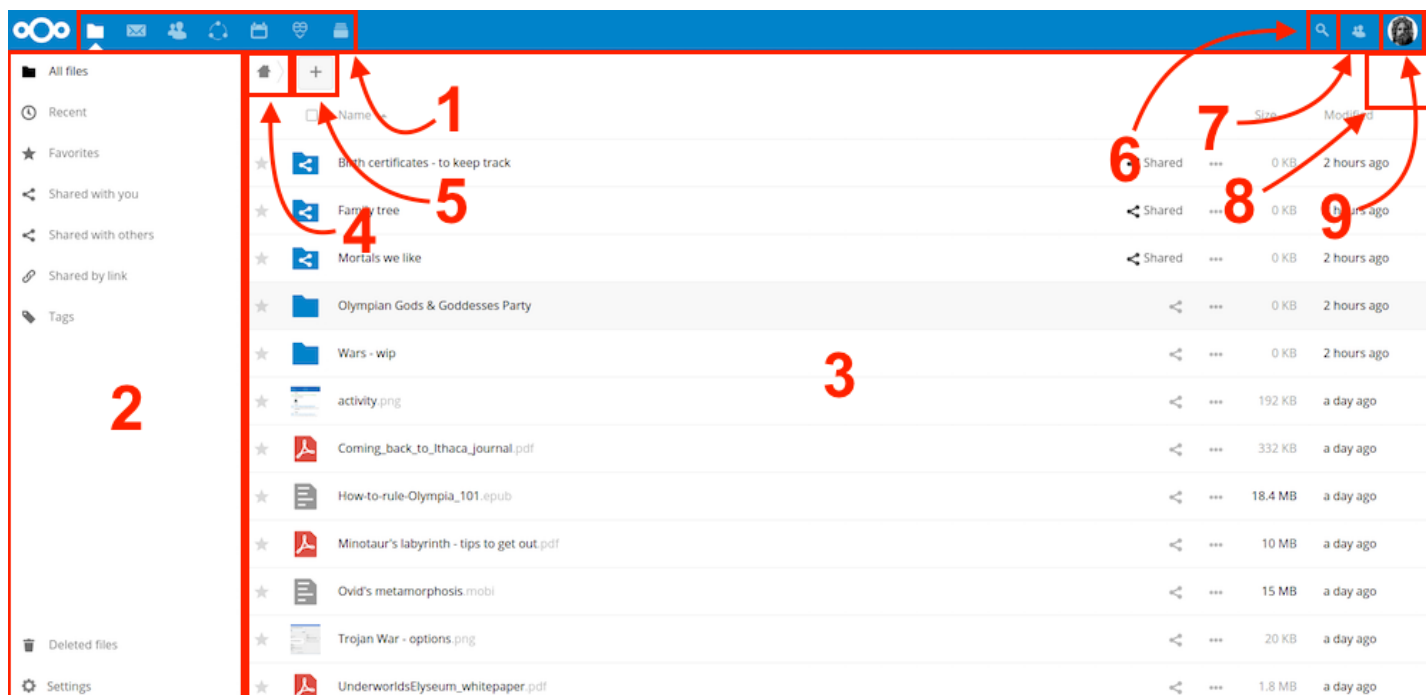 All files
Recent
Favorites
Shared with you
Shared with others
Shared by link
Tags
Deleted files
Settings
1
2
3
4
5
6
7
8
9
Name Size Modified
Birth certificates - to keep track Shared 0 KB 2 hours ago
Family tree Shared 0 KB hours ago
Mortals we like Shared 0 KB 2 hours ago
Olympian Gods & Goddesses Party 0 KB 2 hours ago
Wars - wip 0 KB 2 hours ago
activity.png 192 KB a day ago
Coming_back_to_Ithaca_journal.pdf 332 KB a day ago
How-to-rule-Olympia_101.epub 18.4 MB a day ago
Minotaur's labyrinth - tips to get out.pdf 10 MB a day ago
Ovid's metamorphosis.mobi 15 MB a day ago
Trojan War - options.png 20 KB a day ago
UnderworldsElyseum_whitepaper.pdf 1.8 MB a day ago